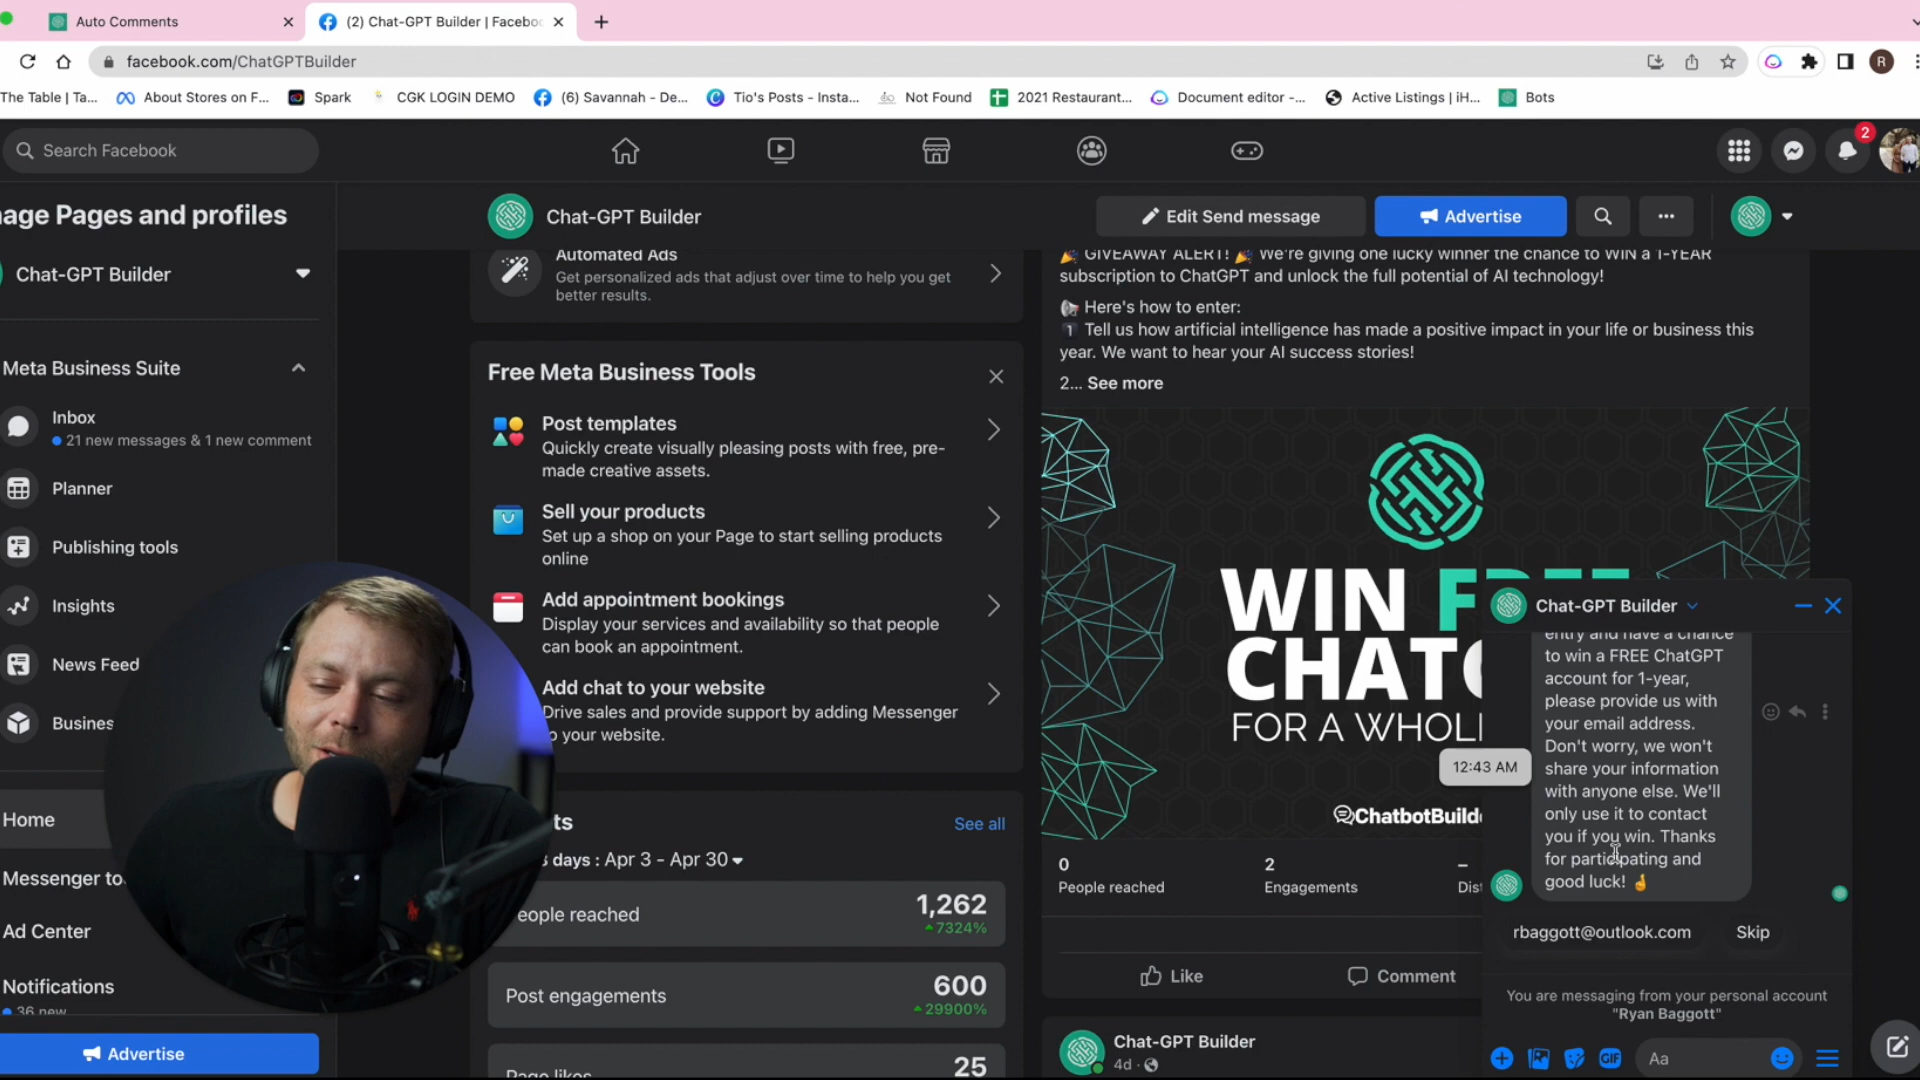 Auto Comments
(2) Chat-GPT Builder | Facebo
facebook.com/ChatGPTBuilder
R
The Table | Ta...
About Stores on F...
Spark
CGK LOGIN DEMO
(6) Savannah - De...
Tio's Posts - Insta...
Not Found
2021 Restaurant...
Document editor -...
Active Listings | iH...
Bots
Search Facebook
2
age Pages and profiles
Chat-GPT Builder
Meta Business Suite
Inbox
21 new messages & 1 new comment
Planner
Publishing tools
Insights
News Feed
Busines
Home
Messenger to
Ad Center
Notifications
36 new
Advertise
Chat-GPT Builder
Edit Send message
Advertise
Automated Ads
Get personalized ads that adjust over time to help you get
better results.
Free Meta Business Tools
Post templates
Quickly create visually pleasing posts with free, pre-
made creative assets.
Sell your products
Set up a shop on your Page to start selling products
online
Add appointment bookings
Display your services and availability so that people
can book an appointment.
Add chat to your website
Drive sales and provide support by adding Messenger
o your website.
ts
See all
days : Apr 3 - Apr 30
eople reached
1,262
7324%
Post engagements
600
29900%
Page likes
25
🎉 GIVEAWAY ALERT! 🎉 We're giving one lucky winner the chance to WIN a 1-YEAR
subscription to ChatGPT and unlock the full potential of AI technology!
📢 Here's how to enter:
1 Tell us how artificial intelligence has made a positive impact in your life or business this
year. We want to hear your AI success stories!
2... See more
WIN FREE
CHATG
FOR A WHOL
ChatbotBuild
0
People reached
2
Engagements
–
Dist
Like
Comment
Chat-GPT Builder
4d
Chat-GPT Builder
entry and have a chance
to win a FREE ChatGPT
account for 1-year,
please provide us with
your email address.
Don't worry, we won't
share your information
with anyone else. We'll
only use it to contact
you if you win. Thanks
for participating and
good luck! 🤞
12:43 AM
rbaggott@outlook.com
Skip
You are messaging from your personal account
"Ryan Baggott"
GIF
Aa